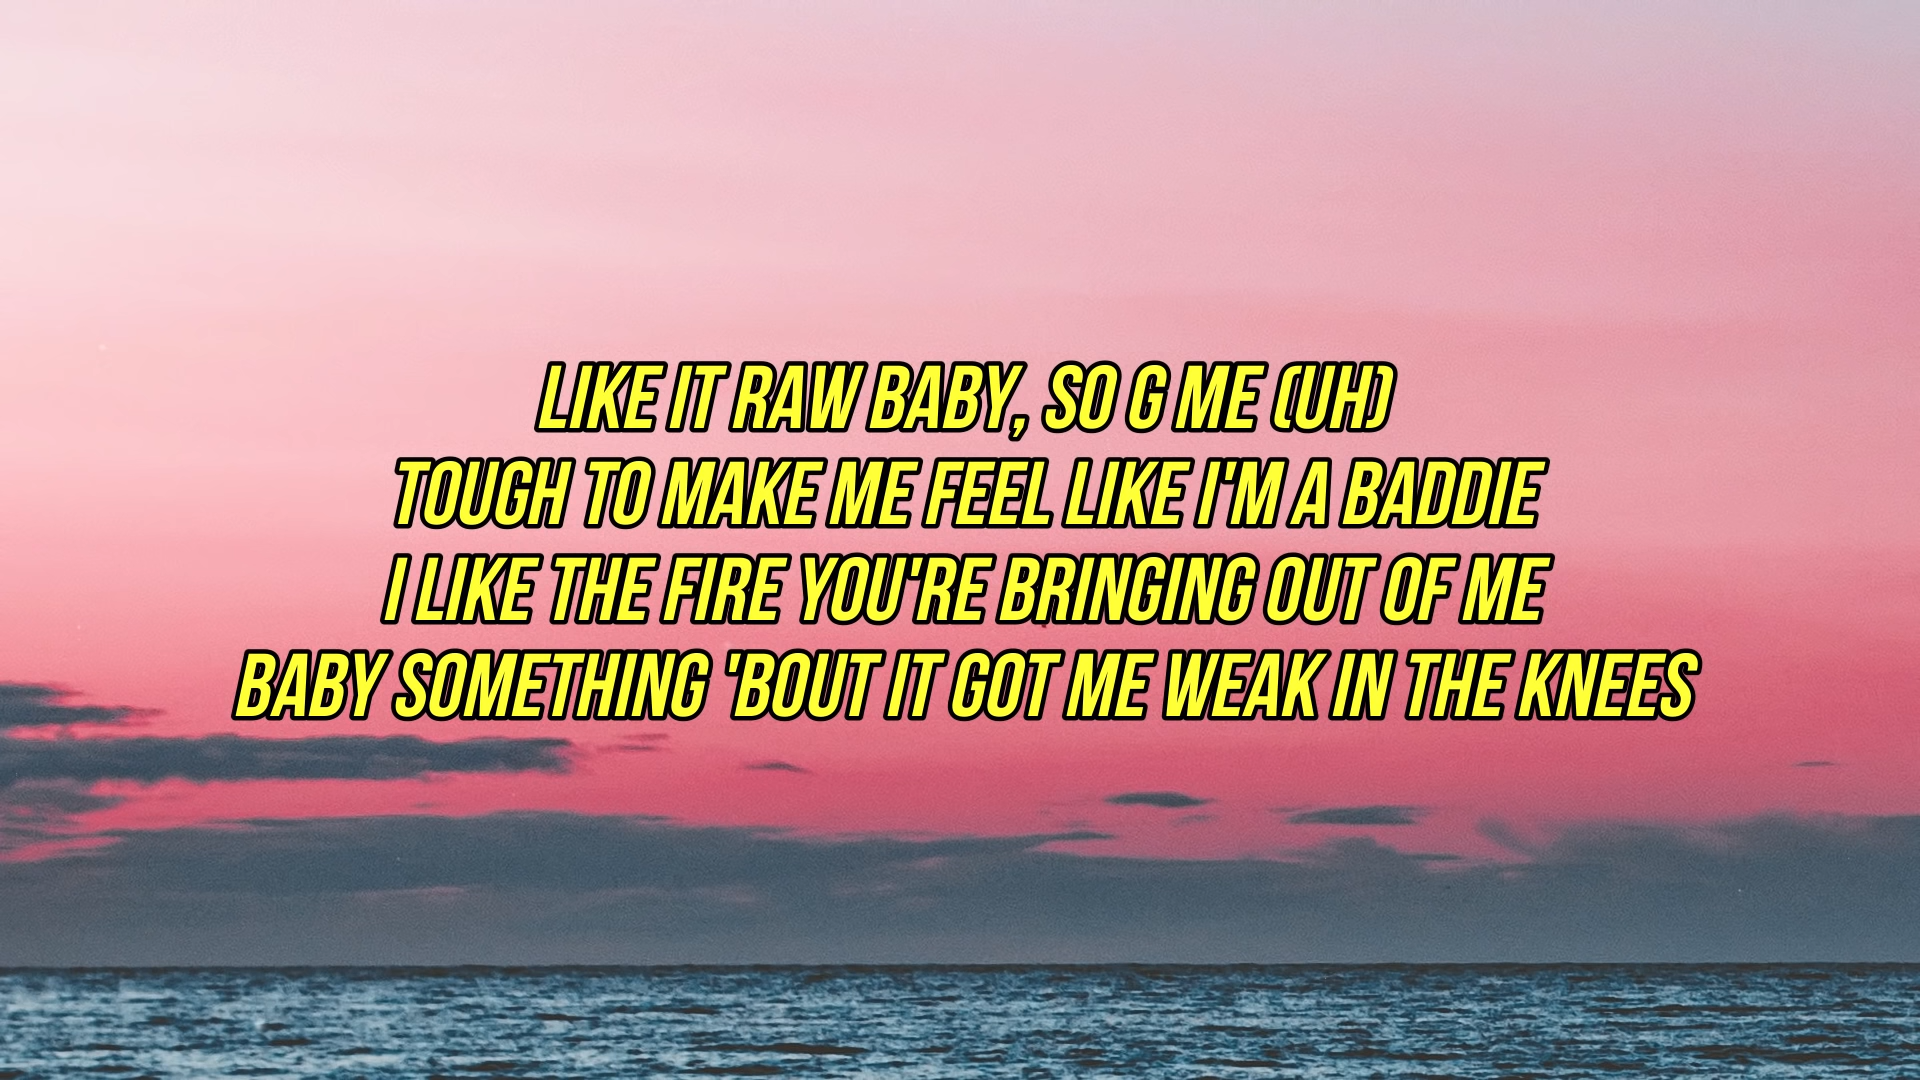 LIKE IT RAW BABY, SO G ME (UH)
TOUGH TO MAKE ME FEEL LIKE I'M A BADDIE
I LIKE THE FIRE YOU'RE BRINGING OUT OF ME
BABY SOMETHING 'BOUT IT GOT ME WEAK IN THE KNEES